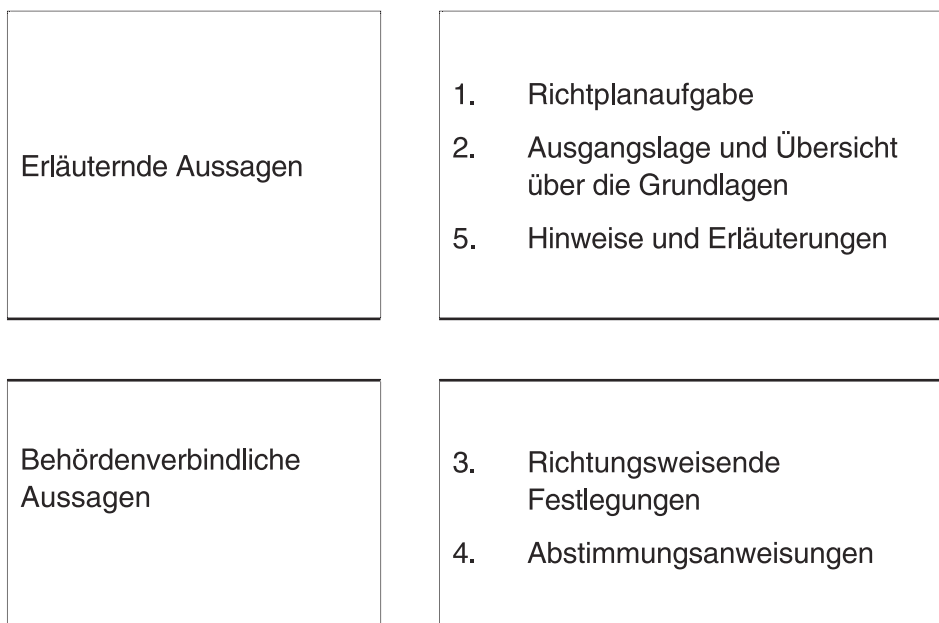 Erläuternde Aussagen
1. Richtplanaufgabe
2. Ausgangslage und Übersicht
über die Grundlagen
5. Hinweise und Erläuterungen
Behördenverbindliche
Aussagen
3. Richtungsweisende
Festlegungen
4. Abstimmungsanweisungen